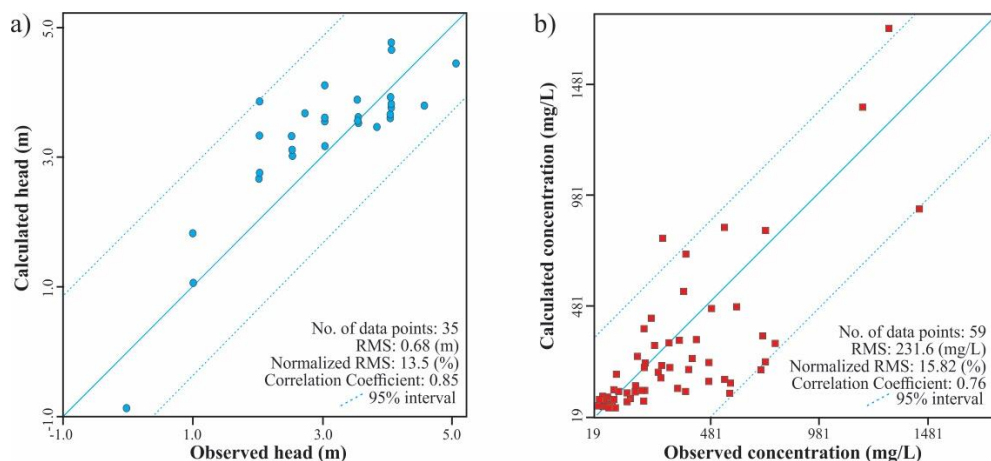 a)
Calculated head (m)
5.0
3.0
1.0
-1.0
No. of data points: 35
RMS: 0.68 (m)
Normalized RMS: 13.5 (%)
Correlation Coefficient: 0.85
95% interval
-1.0 1.0 3.0 5.0
Observed head (m)
b)
Calculated concentration (mg/L)
1481
981
481
19
No. of data points: 59
RMS: 231.6 (mg/L)
Normalized RMS: 15.82 (%)
Correlation Coefficient: 0.76
95% interval
19 481 981 1481
Observed concentration (mg/L)